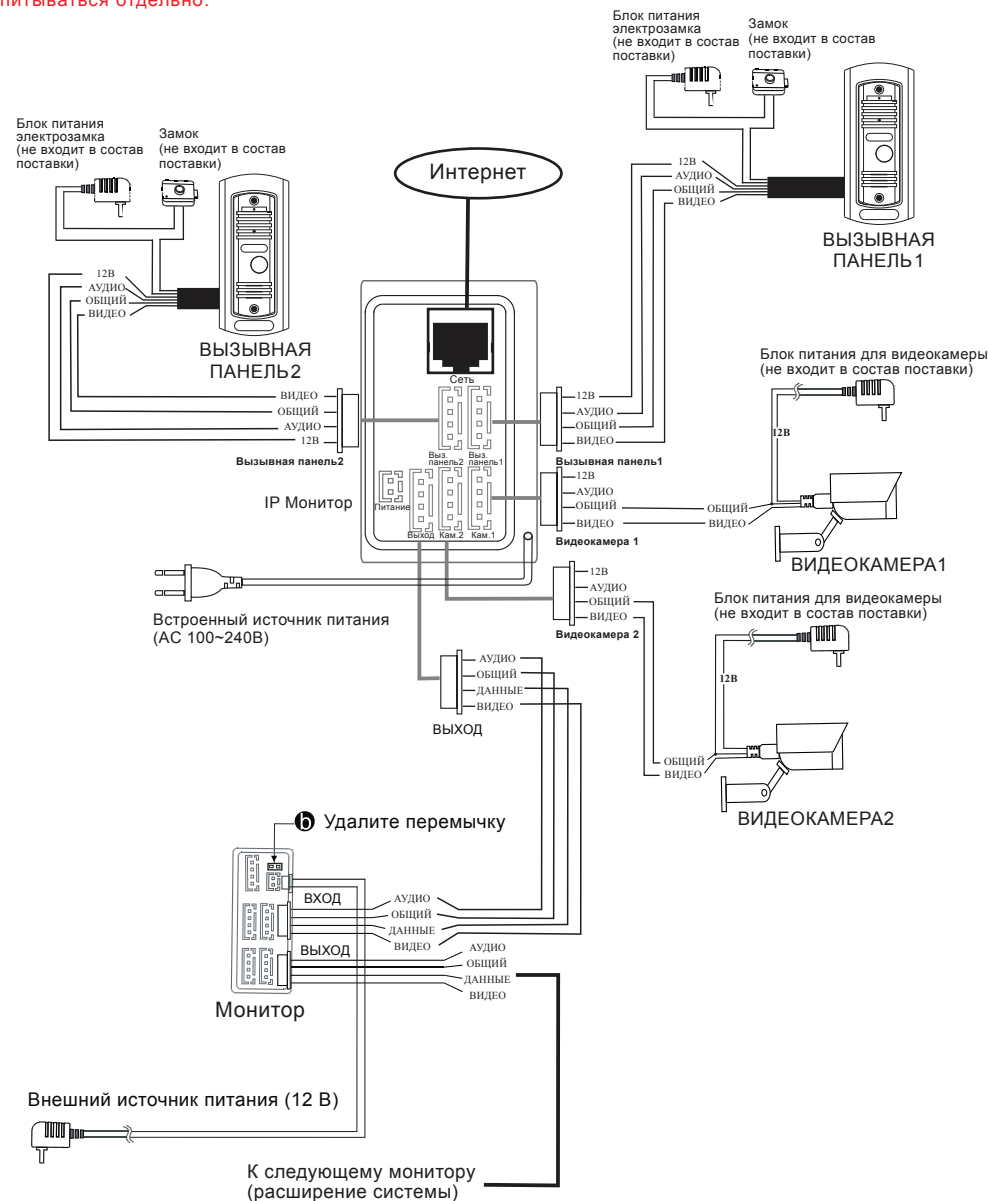 питываться отдельно.
Блок питания
электрозамка
(не входит в состав
поставки)
Замок
(не входит в состав
поставки)
Блок питания
электрозамка
(не входит в состав
поставки)
Замок
(не входит в состав
поставки)
Интернет
12В
АУДИО
ОБЩИЙ
ВИДЕО
ВЫЗЫВНАЯ
ПАНЕЛЬ1
12В
АУДИО
ОБЩИЙ
ВИДЕО
ВЫЗЫВНАЯ
ПАНЕЛЬ2
Сеть
ВИДЕО
ОБЩИЙ
АУДИО
12В
Вызывная панель2
Выз.
панель2
Выз.
панель1
12В
АУДИО
ОБЩИЙ
ВИДЕО
Вызывная панель1
Блок питания для видеокамеры
(не входит в состав поставки)
12В
IP Монитор
Питание
Выход
Кам.2
Кам.1
12В
АУДИО
ОБЩИЙ
ВИДЕО
Видеокамера 1
ОБЩИЙ
ВИДЕО
ВИДЕОКАМЕРА1
Встроенный источник питания
(AC 100~240В)
12В
АУДИО
ОБЩИЙ
ВИДЕО
Видеокамера 2
Блок питания для видеокамеры
(не входит в состав поставки)
12В
ОБЩИЙ
ВИДЕО
ВИДЕОКАМЕРА2
АУДИО
ОБЩИЙ
ДАННЫЕ
ВИДЕО
ВЫХОД
b Удалите перемычку
ВХОД
АУДИО
ОБЩИЙ
ДАННЫЕ
ВИДЕО
ВЫХОД
АУДИО
ОБЩИЙ
ДАННЫЕ
ВИДЕО
Монитор
Внешний источник питания (12 В)
К следующему монитору
(расширение системы)